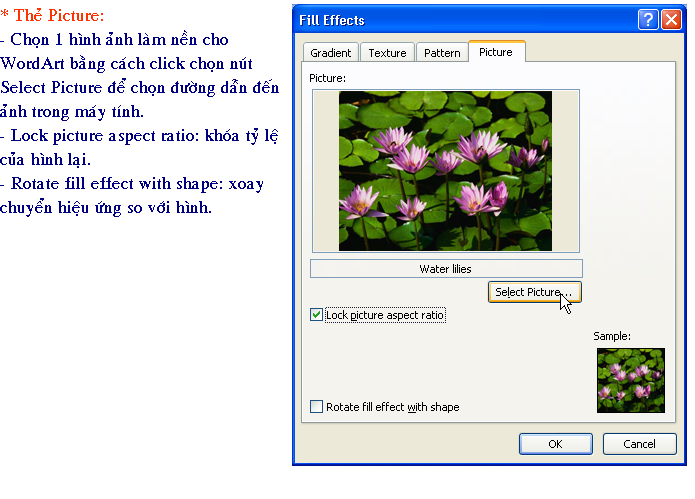 * Thẻ Picture:
- Chọn 1 hình ảnh làm nền cho
WordArt bằng cách click chọn nút
Select Picture để chọn đường dẫn đến
ảnh trong máy tính.
- Lock picture aspect ratio: khóa tỷ lệ
của hình lại.
- Rotate fill effect with shape: xoay
chuyển hiệu ứng so với hình.
Fill Effects
Gradient Texture Pattern Picture
Picture:
Water lilies
Select Picture...
Lock picture aspect ratio
Sample:
Rotate fill effect with shape
OK Cancel